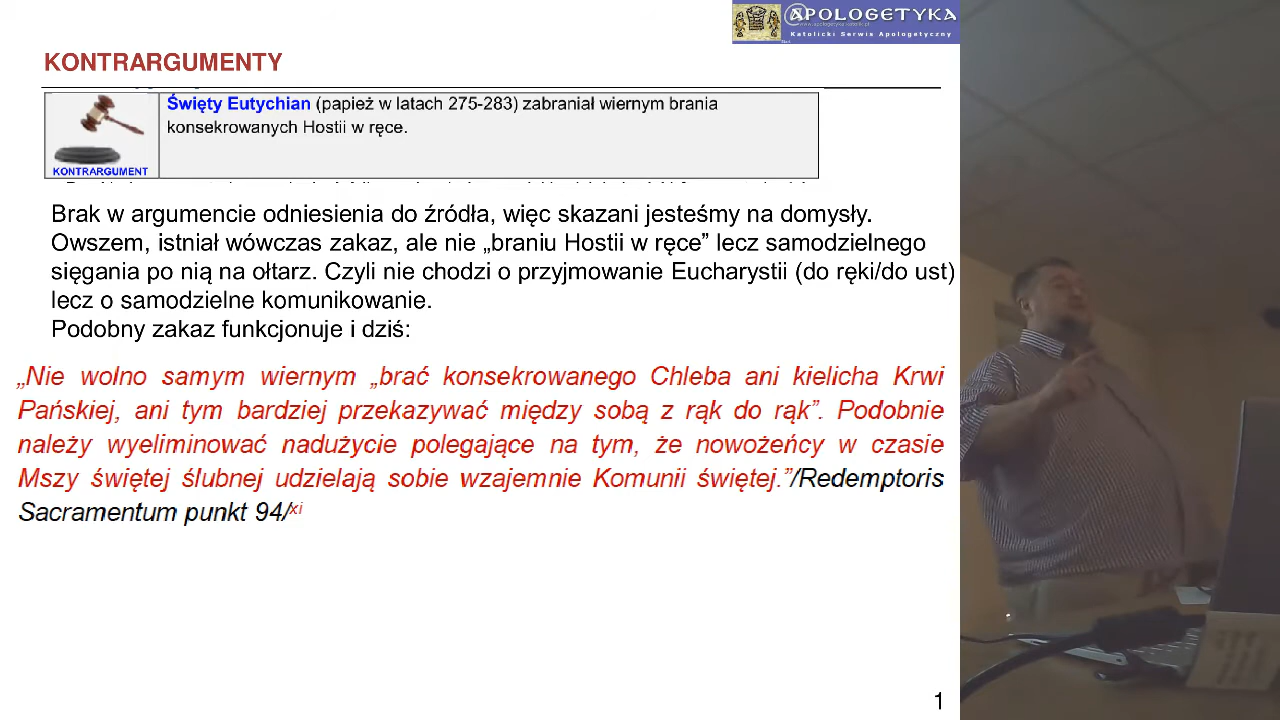 APOLOGETYKA
Katolicki Serwis Apologetyczny
KONTRARGUMENTY
Święty Eutychian (papież w latach 275-283) zabraniał wiernym brania
konsekrowanych Hostii w ręce.
KONTRARGUMENT
Brak w argumencie odniesienia do źródła, więc skazani jesteśmy na domysły.
Owszem, istniał wówczas zakaz, ale nie „braniu Hostii w ręce” lecz samodzielnego
sięgania po nią na ołtarz. Czyli nie chodzi o przyjmowanie Eucharystii (do ręki/do ust)
lecz o samodzielne komunikowanie.
Podobny zakaz funkcjonuje i dziś:
„Nie wolno samym wiernym „brać konsekrowanego Chleba ani kielicha Krwi
Pańskiej, ani tym bardziej przekazywać między sobą z rąk do rąk”. Podobnie
należy wyeliminować nadużycie polegające na tym, że nowożeńcy w czasie
Mszy świętej ślubnej udzielają sobie wzajemnie Komunii świętej.”/Redemptoris
Sacramentum punkt 94/xi
1